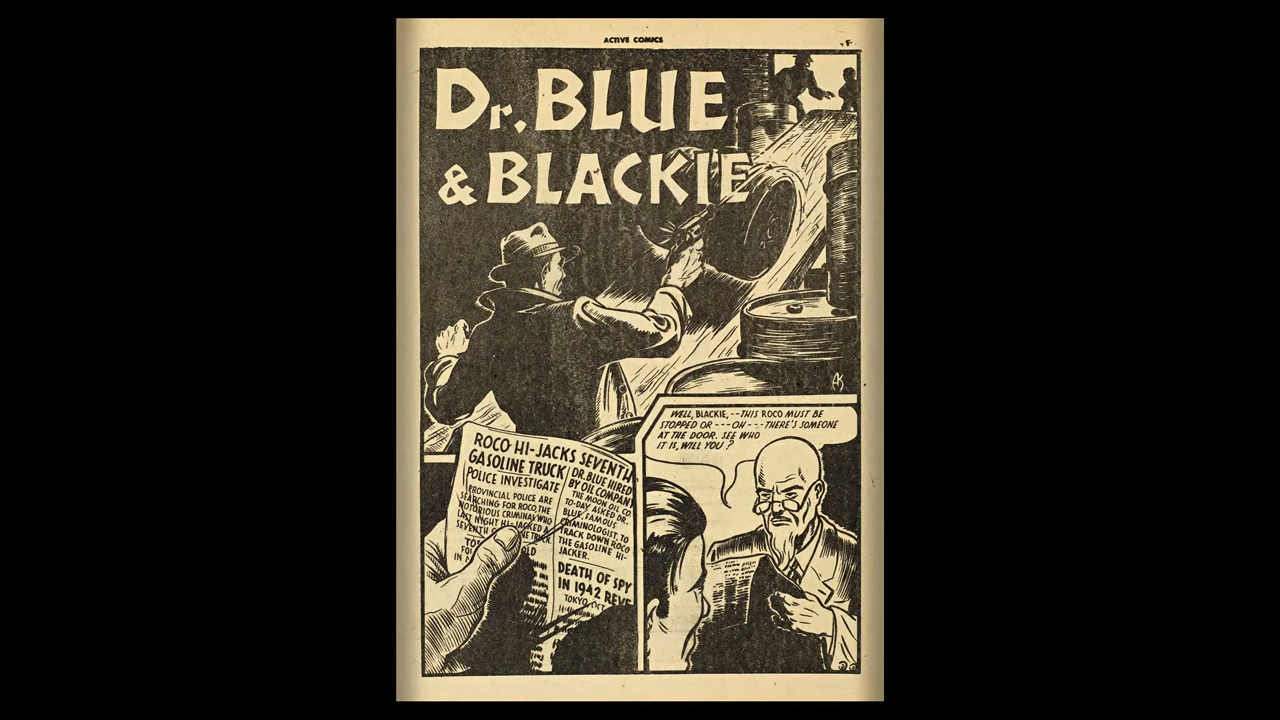 ACTIVE COMICS
Dr. BLUE
& BLACKIE
AK
ROCO HI-JACKS SEVENTH
GASOLINE TRUCK
POLICE INVESTIGATE
PROVINCIAL POLICE ARE
SEARCHING FOR ROCO, THE
NOTORIOUS CRIMINAL WHO
LAST NIGHT HI-JACKED A
SEVENTH
TRUCK.
DR. BLUE HIRED
BY OIL COMPANY
THE MOON OIL CO.
TO-DAY ASKED DR.
BLUE, FAMOUS
CRIMINOLOGIST, TO
TRACK DOWN ROCO
THE GASOLINE HI-
JACKER.
DEATH OF SPY
IN 1942
TOKYO, OCT
WELL, BLACKIE, -- THIS ROCO MUST BE
STOPPED OR --- OH --- THERE'S SOMEONE
AT THE DOOR. SEE WHO
IT IS, WILL YOU?